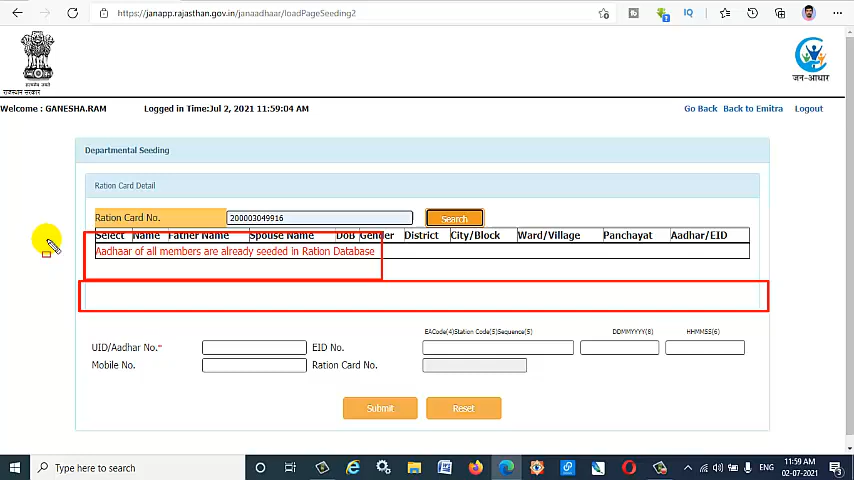 https://janapp.rajasthan.gov.in/janaadhaar/loadPageSeeding2
राजस्थान सरकार
जन-आधार
Welcome : GANESHA.RAM Logged in Time:Jul 2, 2021 11:59:04 AM Go Back Back to Emitra Logout
Departmental Seeding
Ration Card Detail
Ration Card No. 200003049916 Search
Select Name Father Name Spouse Name Dob Gender District City/Block Ward/Village Panchayat Aadhar/EID
Aadhaar of all members are already seeded in Ration Database
EACode(4)Station Code(5)Sequence(5) DDMMYYYY(8) HHMMSS(6)
UID/Aadhar No.* EID No.
Mobile No. Ration Card No.
Submit Reset
Type here to search
ENG
11:59 AM
02-07-2021
3